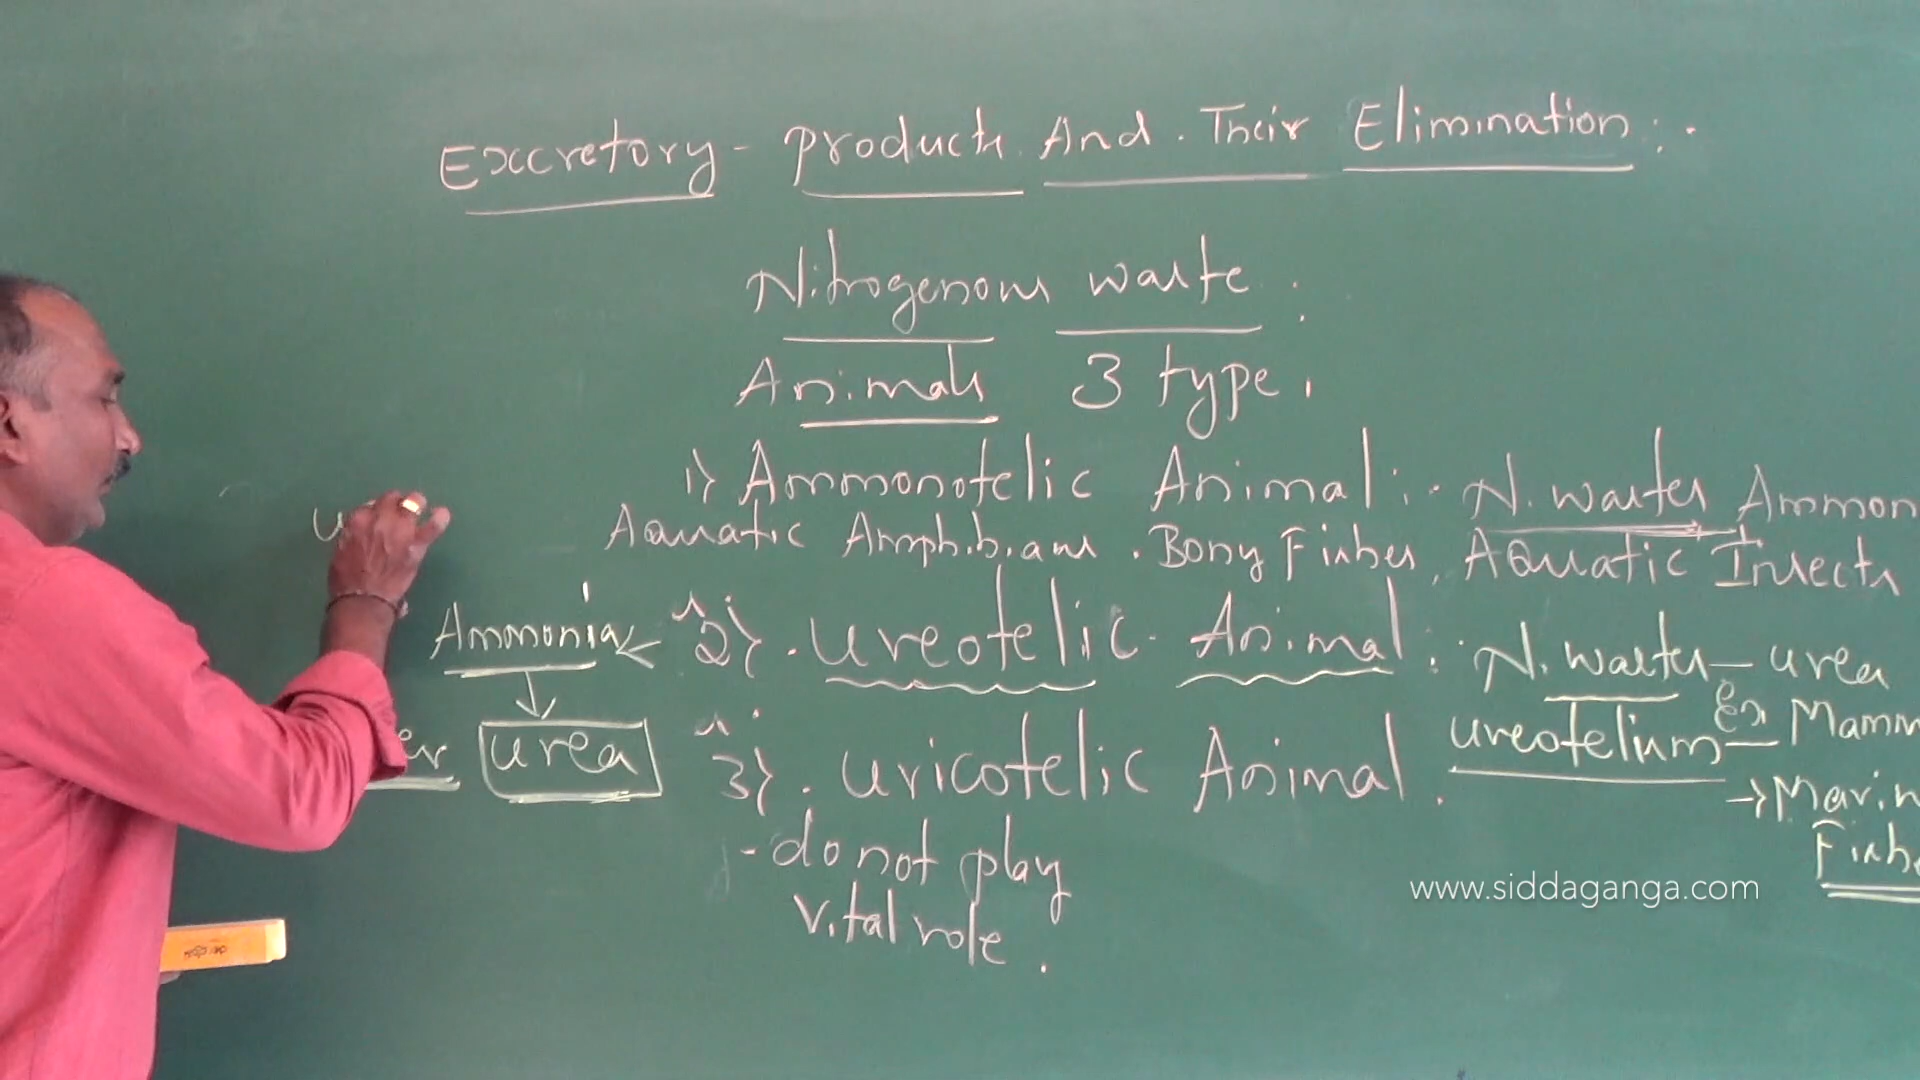 Excretory - Products And Their Elimination :-
Nitrogenous waste :
Animals 3 type.
1) Ammonotelic Animal :- N. wastes Ammon
Aquatic Amphibians . Bony Fishes, Aquatic Insects
Ammonia 2) . Ureotelic Animal : N. wastes - urea
urea
ureotelism - Ex Mamm
3) . uricotelic Animal .
→ Marin
Fishe
- do not play
vital role .
www.siddaganga.com